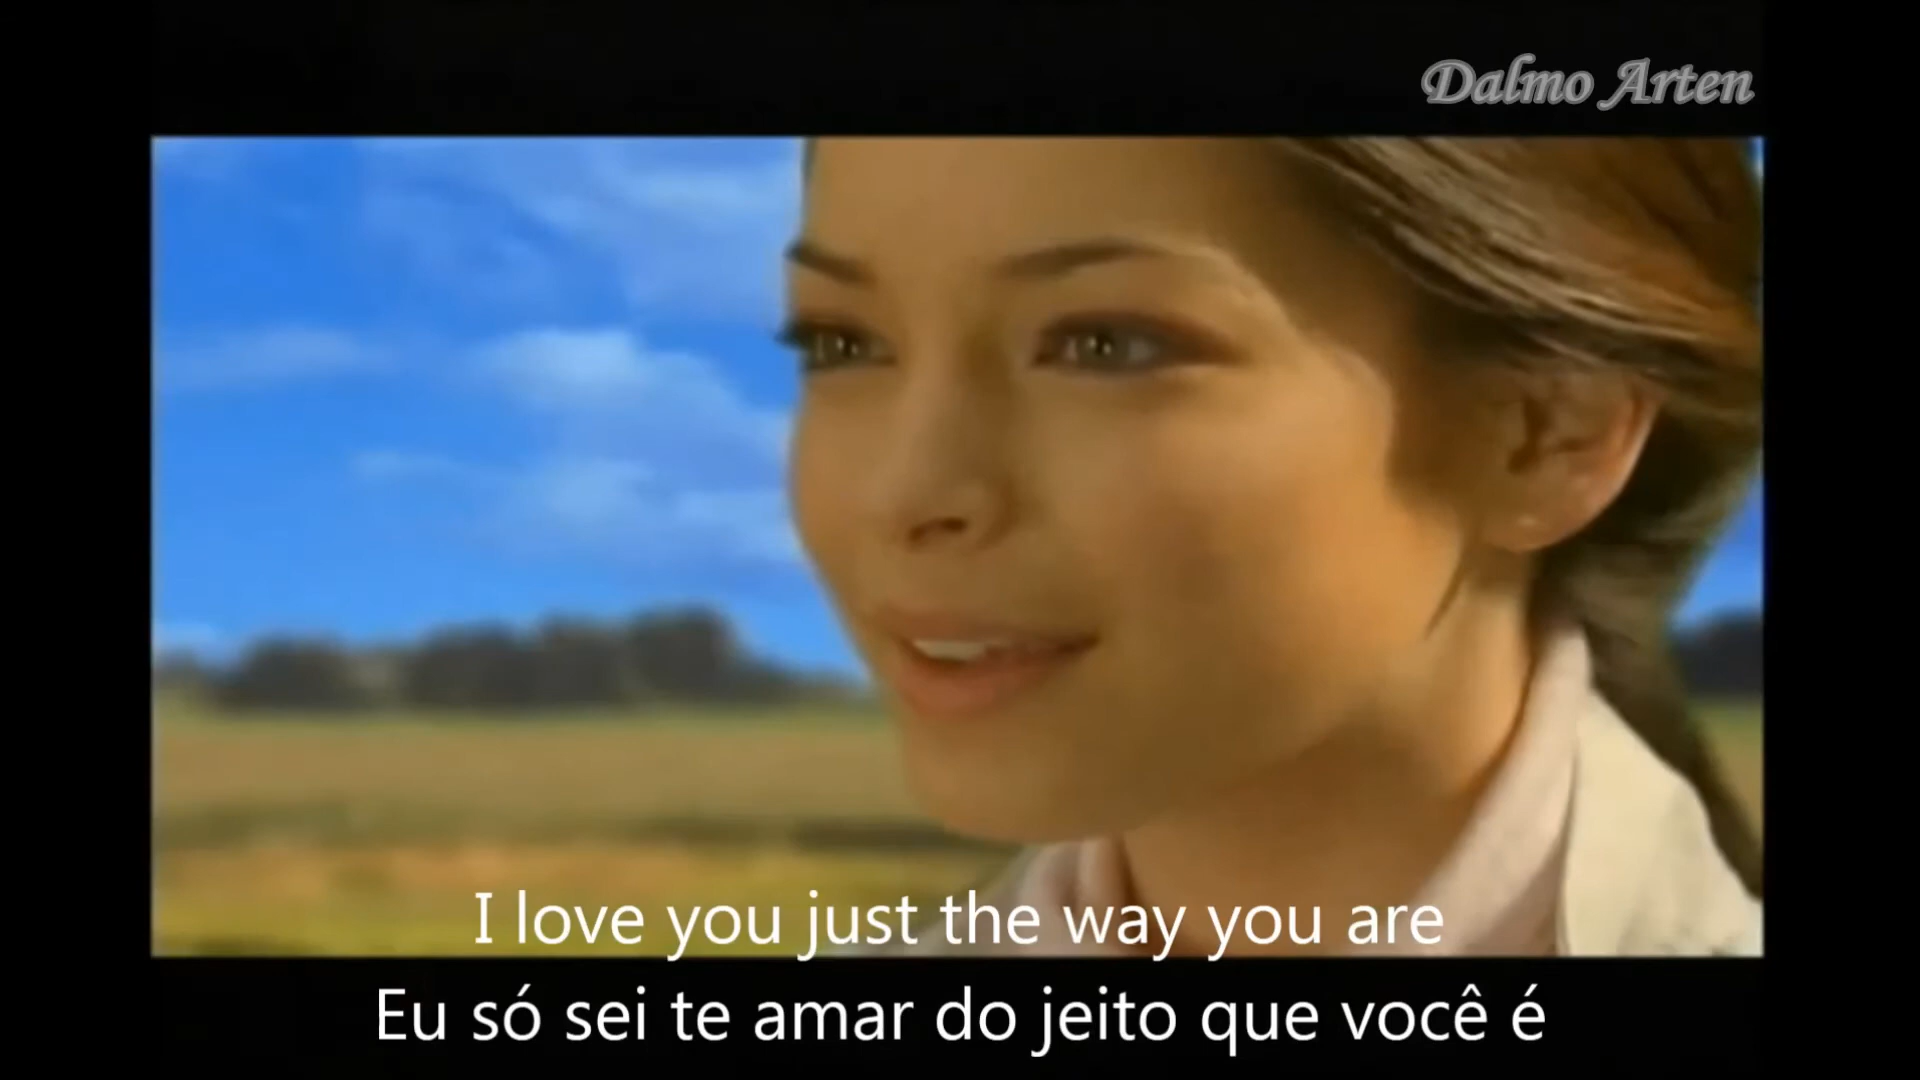 Dalmo Arten
I love you just the way you are
Eu só sei te amar do jeito que você é